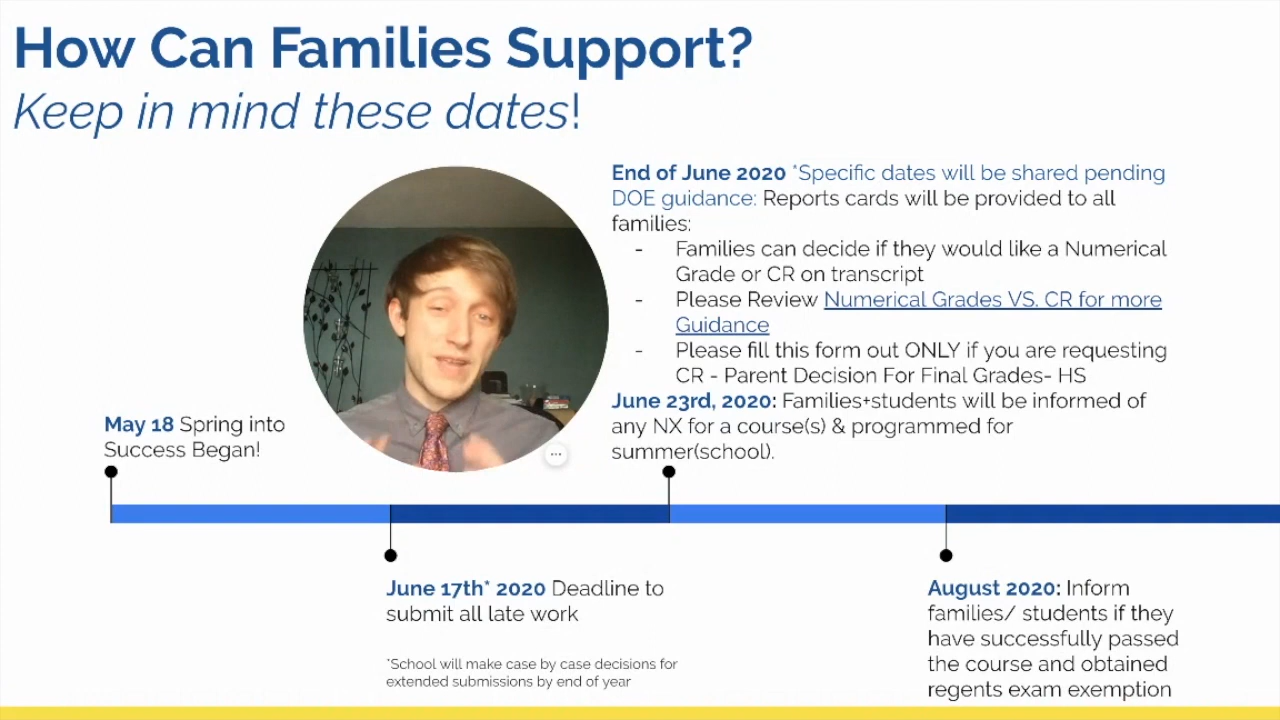 How Can Families Support?
Keep in mind these dates!
End of June 2020 *Specific dates will be shared pending
DOE guidance: Reports cards will be provided to all
families:
- Families can decide if they would like a Numerical
Grade or CR on transcript
- Please Review Numerical Grades VS. CR for more
Guidance
- Please fill this form out ONLY if you are requesting
CR - Parent Decision For Final Grades- HS
June 23rd, 2020: Families+students will be informed of
any NX for a course(s) & programmed for
summer(school).
May 18 Spring into
Success Began!
June 17th* 2020 Deadline to
submit all late work
*School will make case by case decisions for
extended submissions by end of year
August 2020: Inform
families/ students if they
have successfully passed
the course and obtained
regents exam exemption